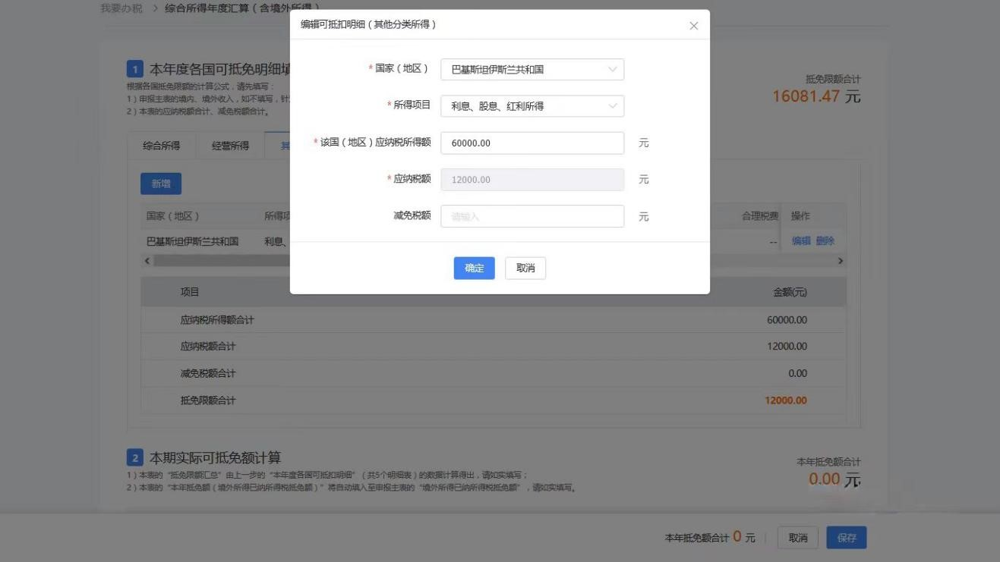 我要办税 > 综合所得年度汇算（含境外所得）
编辑可抵扣明细（其他分类所得）
* 国家（地区） 巴基斯坦伊斯兰共和国
* 所得项目 利息、股息、红利所得
* 该国（地区）应纳税所得额 60000.00 元
* 应纳税额 12000.00 元
减免税额 请输入 元
确定 取消
1 本年度各国可抵免明细填
根据各国抵免限额的计算公式，请先填写：
1）申报主表的境内、境外收入，如不填写，针
2）本表的应纳税额合计、减免税额合计。
抵免限额合计
16081.47 元
综合所得 经营所得 其
新增
国家（地区） 所得项 合理税费 操作
巴基斯坦伊斯兰共和国 利息、 -- 编辑 删除
项目 金额(元)
应纳税所得额合计 60000.00
应纳税额合计 12000.00
减免税额合计 0.00
抵免限额合计 12000.00
2 本期实际可抵免额计算
1）本表的“抵免限额汇总”由上一步的“本年度各国可抵扣明细”（共5个明细表）的数据计算得出，请如实填写；
2）本表的“本年抵免额（境外所得已纳所得税抵免额）”将自动填入至申报主表的“境外所得已纳所得税抵免额”，请如实填写。
本年抵免额合计
0.00 元
本年抵免额合计 0 元 取消 保存